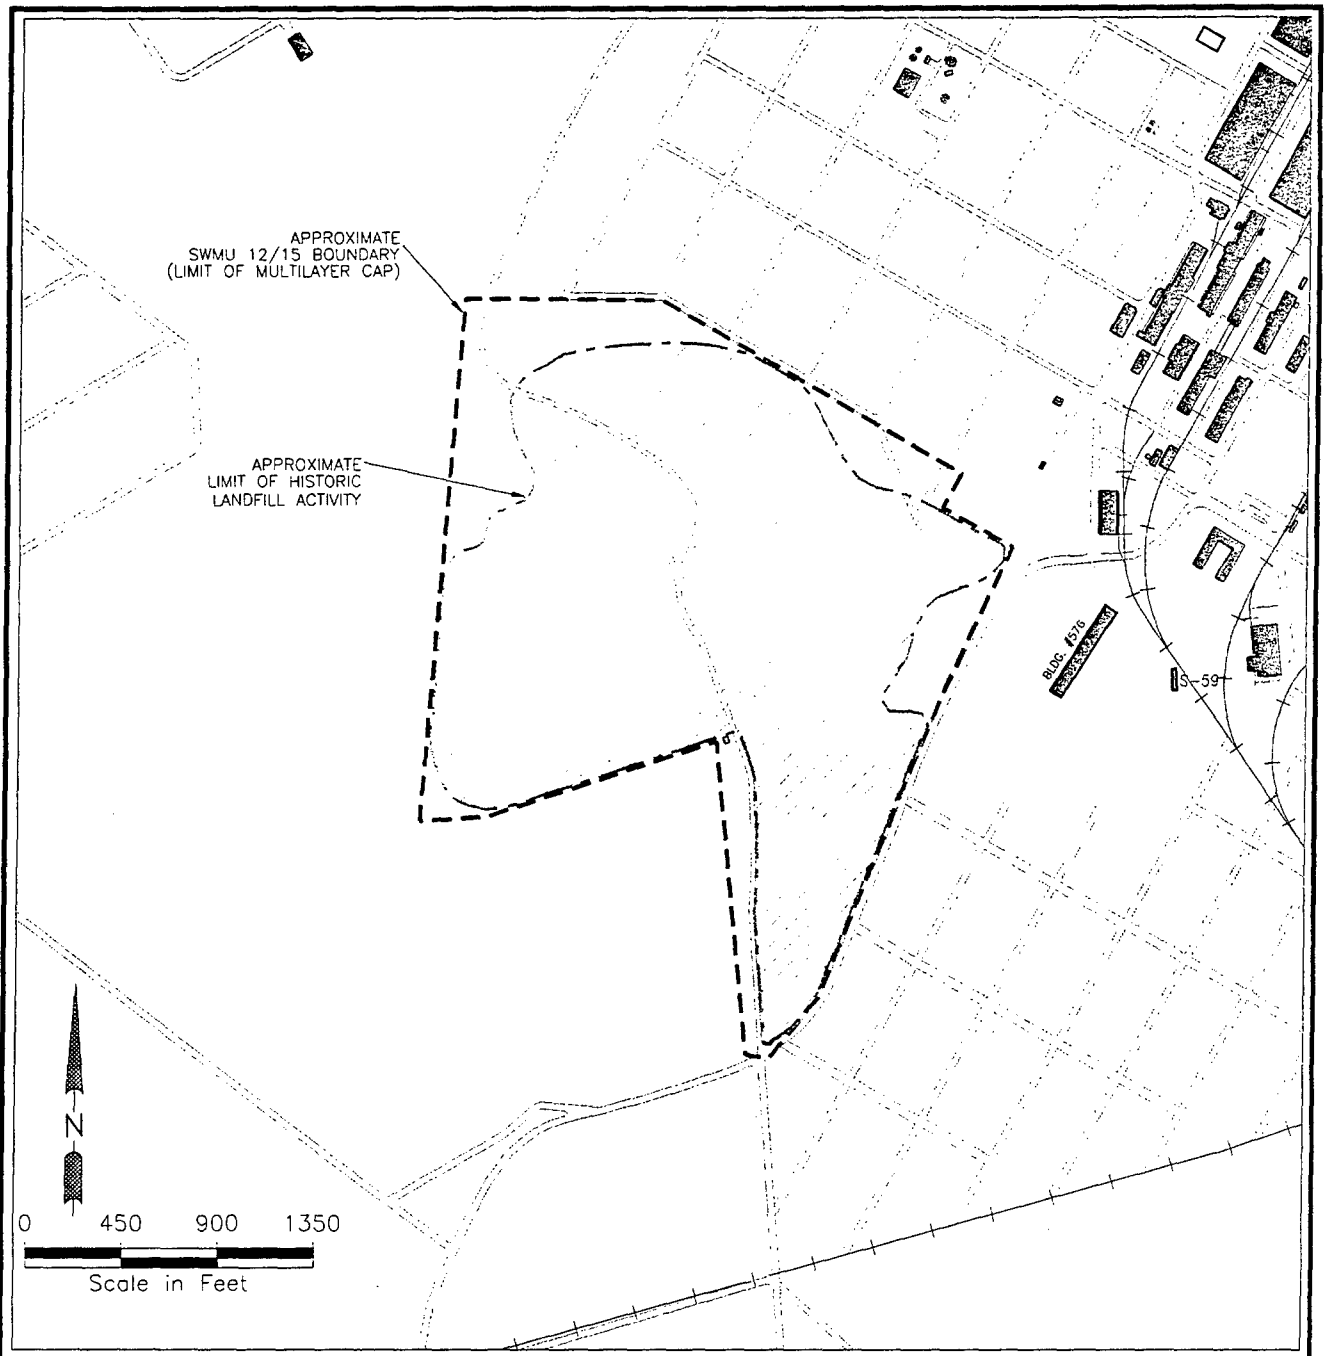 APPROXIMATE
SWMU 12/15 BOUNDARY
(LIMIT OF MULTILAYER CAP)
APPROXIMATE
LIMIT OF HISTORIC
LANDFILL ACTIVITY
BLDG. #576
S-59
N
0 450 900 1350
Scale in Feet